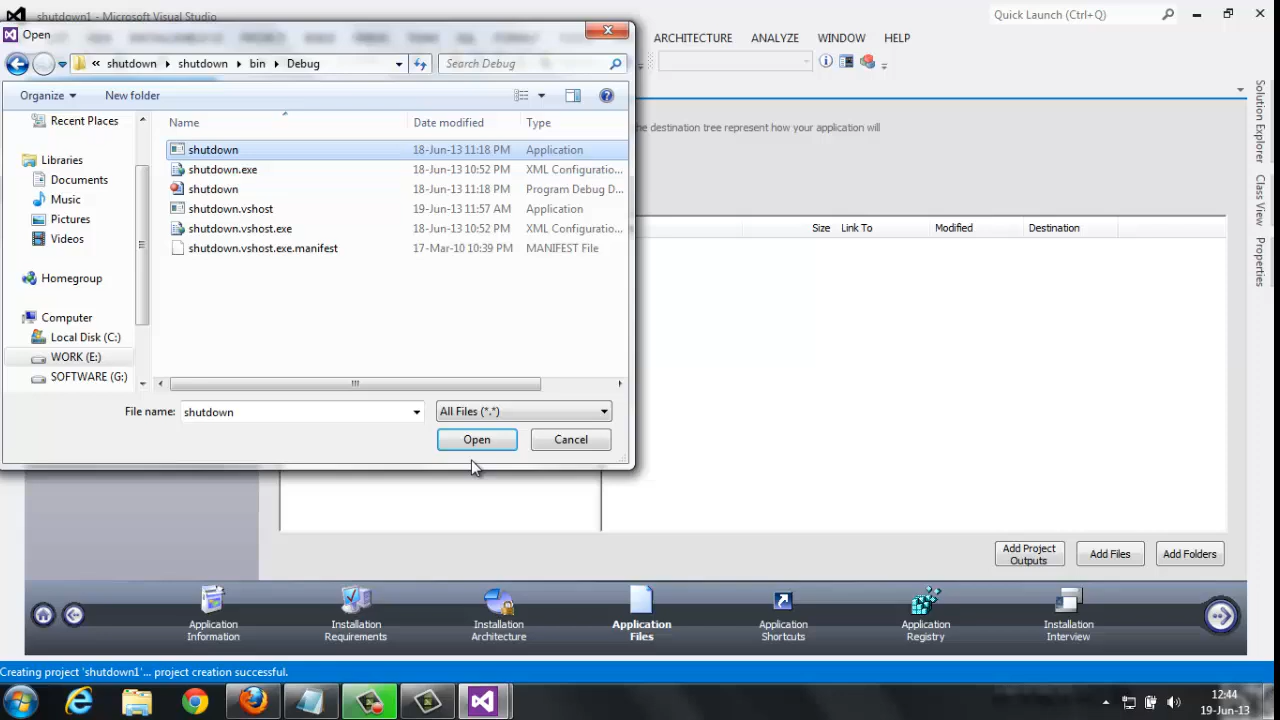 shutdown1 - Microsoft Visual Studio
Quick Launch (Ctrl+Q)
Open
ARCHITECTURE ANALYZE WINDOW HELP
« shutdown shutdown bin Debug
Search Debug
Organize New folder
the destination tree represent how your application will
Name Date modified Type
Recent Places
Libraries
Documents
Music
Pictures
Videos
Homegroup
Computer
Local Disk (C:)
WORK (E:)
SOFTWARE (G:)
shutdown 18-Jun-13 11:18 PM Application
shutdown.exe 18-Jun-13 10:52 PM XML Configuratio...
shutdown 18-Jun-13 11:18 PM Program Debug D...
shutdown.vshost 19-Jun-13 11:57 AM Application
shutdown.vshost.exe 18-Jun-13 10:52 PM XML Configuratio...
shutdown.vshost.exe.manifest 17-Mar-10 10:39 PM MANIFEST File
File name: shutdown All Files (*.*)
Open Cancel
Size Link To Modified Destination
Solution Explorer
Class View
Properties
Add Project Outputs
Add Files
Add Folders
Application Information
Installation Requirements
Installation Architecture
Application Files
Application Shortcuts
Application Registry
Installation Interview
Creating project 'shutdown1'... project creation successful.
12:44
19-Jun-13